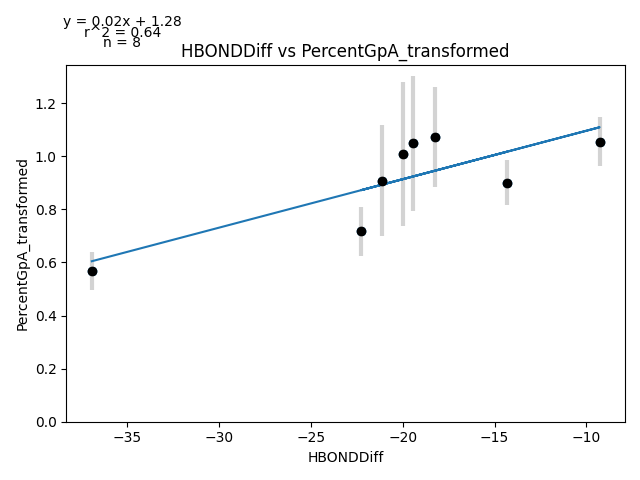 y = 0.02x + 1.28
r^2 = 0.64
n = 8
HBONDDiff vs PercentGpA_transformed
1.2
1.0
0.8
0.6
0.4
0.2
0.0
PercentGpA_transformed
−35 −30 −25 −20 −15 −10
HBONDDiff